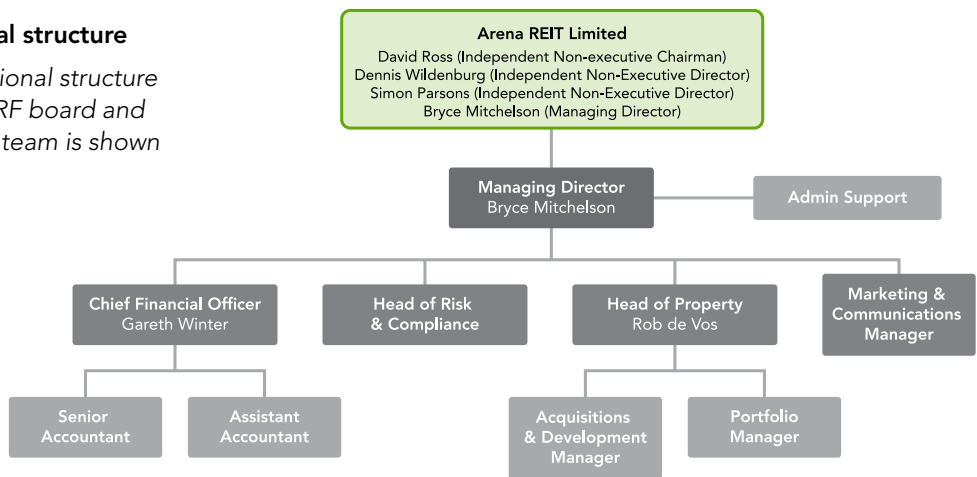 al structure
ional structure
RF board and
team is shown
Arena REIT Limited
David Ross (Independent Non-executive Chairman)
Dennis Wildenburg (Independent Non-Executive Director)
Simon Parsons (Independent Non-Executive Director)
Bryce Mitchelson (Managing Director)
Managing Director
Bryce Mitchelson
Admin Support
Chief Financial Officer
Gareth Winter
Head of Risk
& Compliance
Head of Property
Rob de Vos
Marketing &
Communications
Manager
Senior
Accountant
Assistant
Accountant
Acquisitions
& Development
Manager
Portfolio
Manager